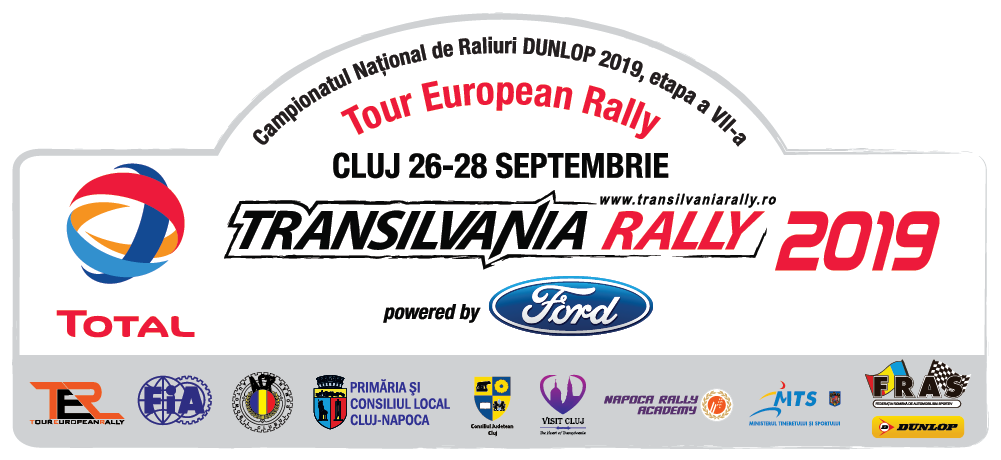 Campionatul Național de Raliuri DUNLOP 2019, etapa a VII-a
Tour European Rally
CLUJ 26-28 SEPTEMBRIE
www.transilvaniarally.ro
TRANSILVANIA RALLY 2019
TOTAL
powered by Ford
TER
TOUREUROPEANRALLY
FiA
ACR
PRIMĂRIA ȘI
CONSILIUL LOCAL
CLUJ-NAPOCA
Consiliul Județean
Cluj
VISIT CLUJ
The Heart of Transylvania
NAPOCA RALLY
ACADEMY
MTS
MINISTERUL TINERETULUI ȘI SPORTULUI
FRAS
FEDERAȚIA ROMÂNĂ DE AUTOMOBILISM SPORTIV
DUNLOP